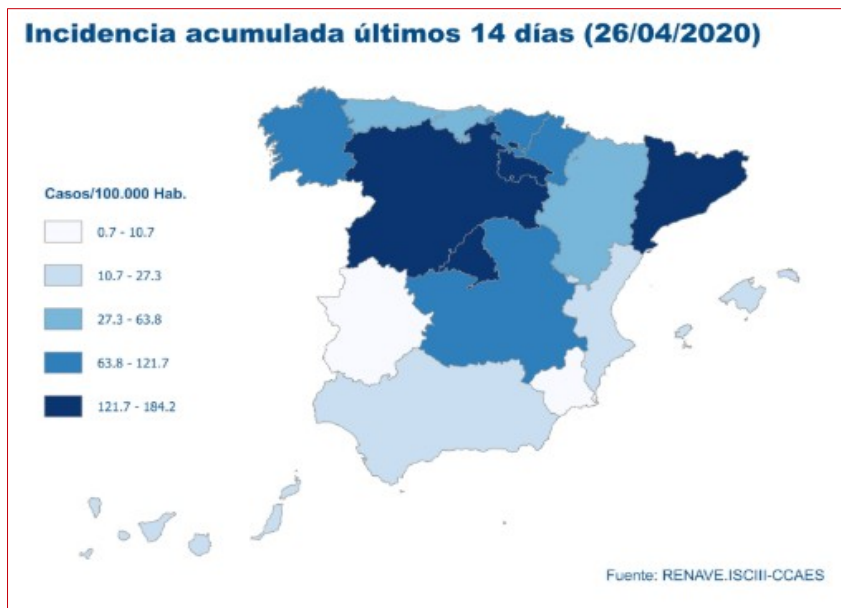 Incidencia acumulada últimos 14 días (26/04/2020)
Casos/100.000 Hab.
0.7 - 10.7
10.7 - 27.3
27.3 - 63.8
63.8 - 121.7
121.7 - 184.2
Fuente: RENAVE.ISCIII-CCAES